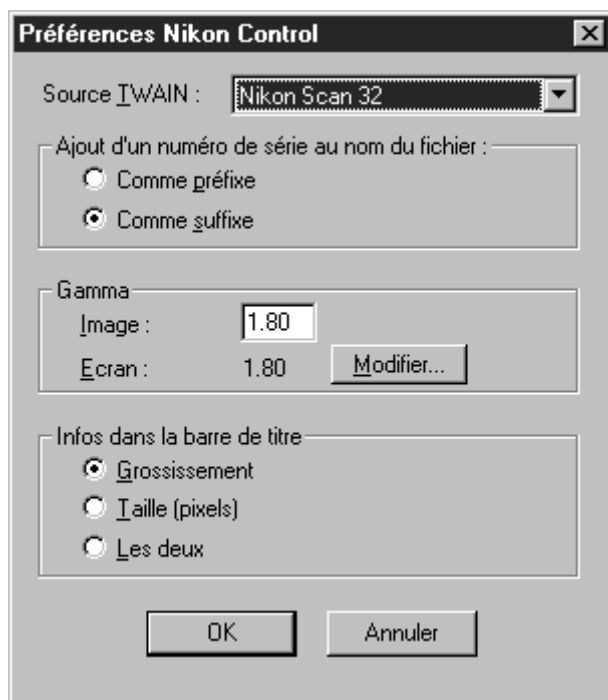 Préférences Nikon Control
Source TWAIN : Nikon Scan 32
Ajout d'un numéro de série au nom du fichier :
Comme préfixe
Comme suffixe
Gamma
Image : 1.80
Ecran : 1.80 Modifier...
Infos dans la barre de titre
Grossissement
Taille (pixels)
Les deux
OK Annuler